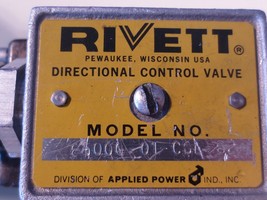 RIVETT®
PEWAUKEE, WISCONSIN USA
DIRECTIONAL CONTROL VALVE
MODEL NO.
DIVISION OF APPLIED POWER IND., INC.